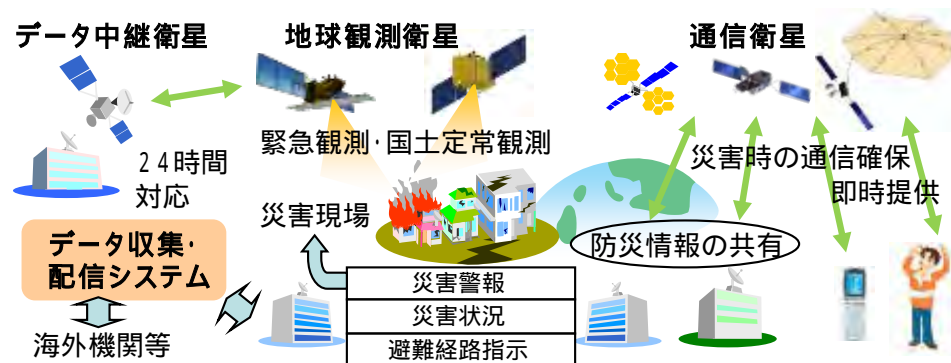 データ中継衛星
地球観測衛星
通信衛星
緊急観測・国土定常観測
２４時間
対応
災害時の通信確保
即時提供
災害現場
データ収集・
配信システム
防災情報の共有
災害警報
災害状況
避難経路指示
海外機関等